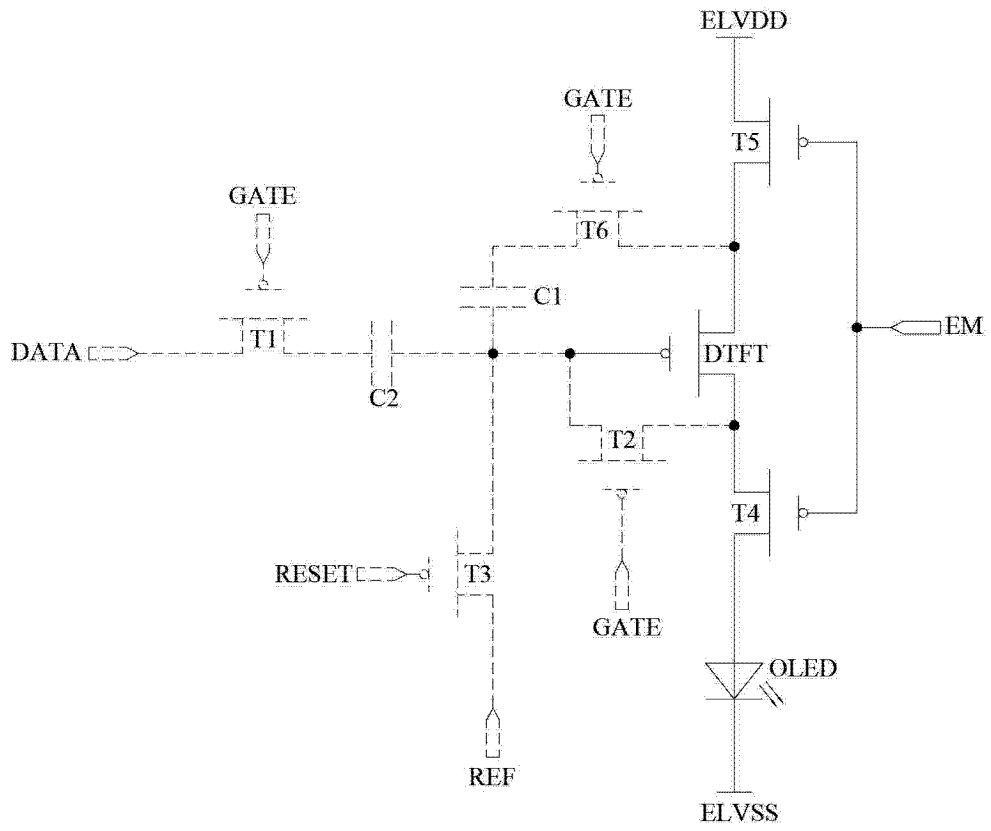 ELVDD
GATE
T5
GATE
T6
C1
T1
EM
DATA
DTFT
C2
T2
T4
RESET
T3
GATE
OLED
REF
ELVSS